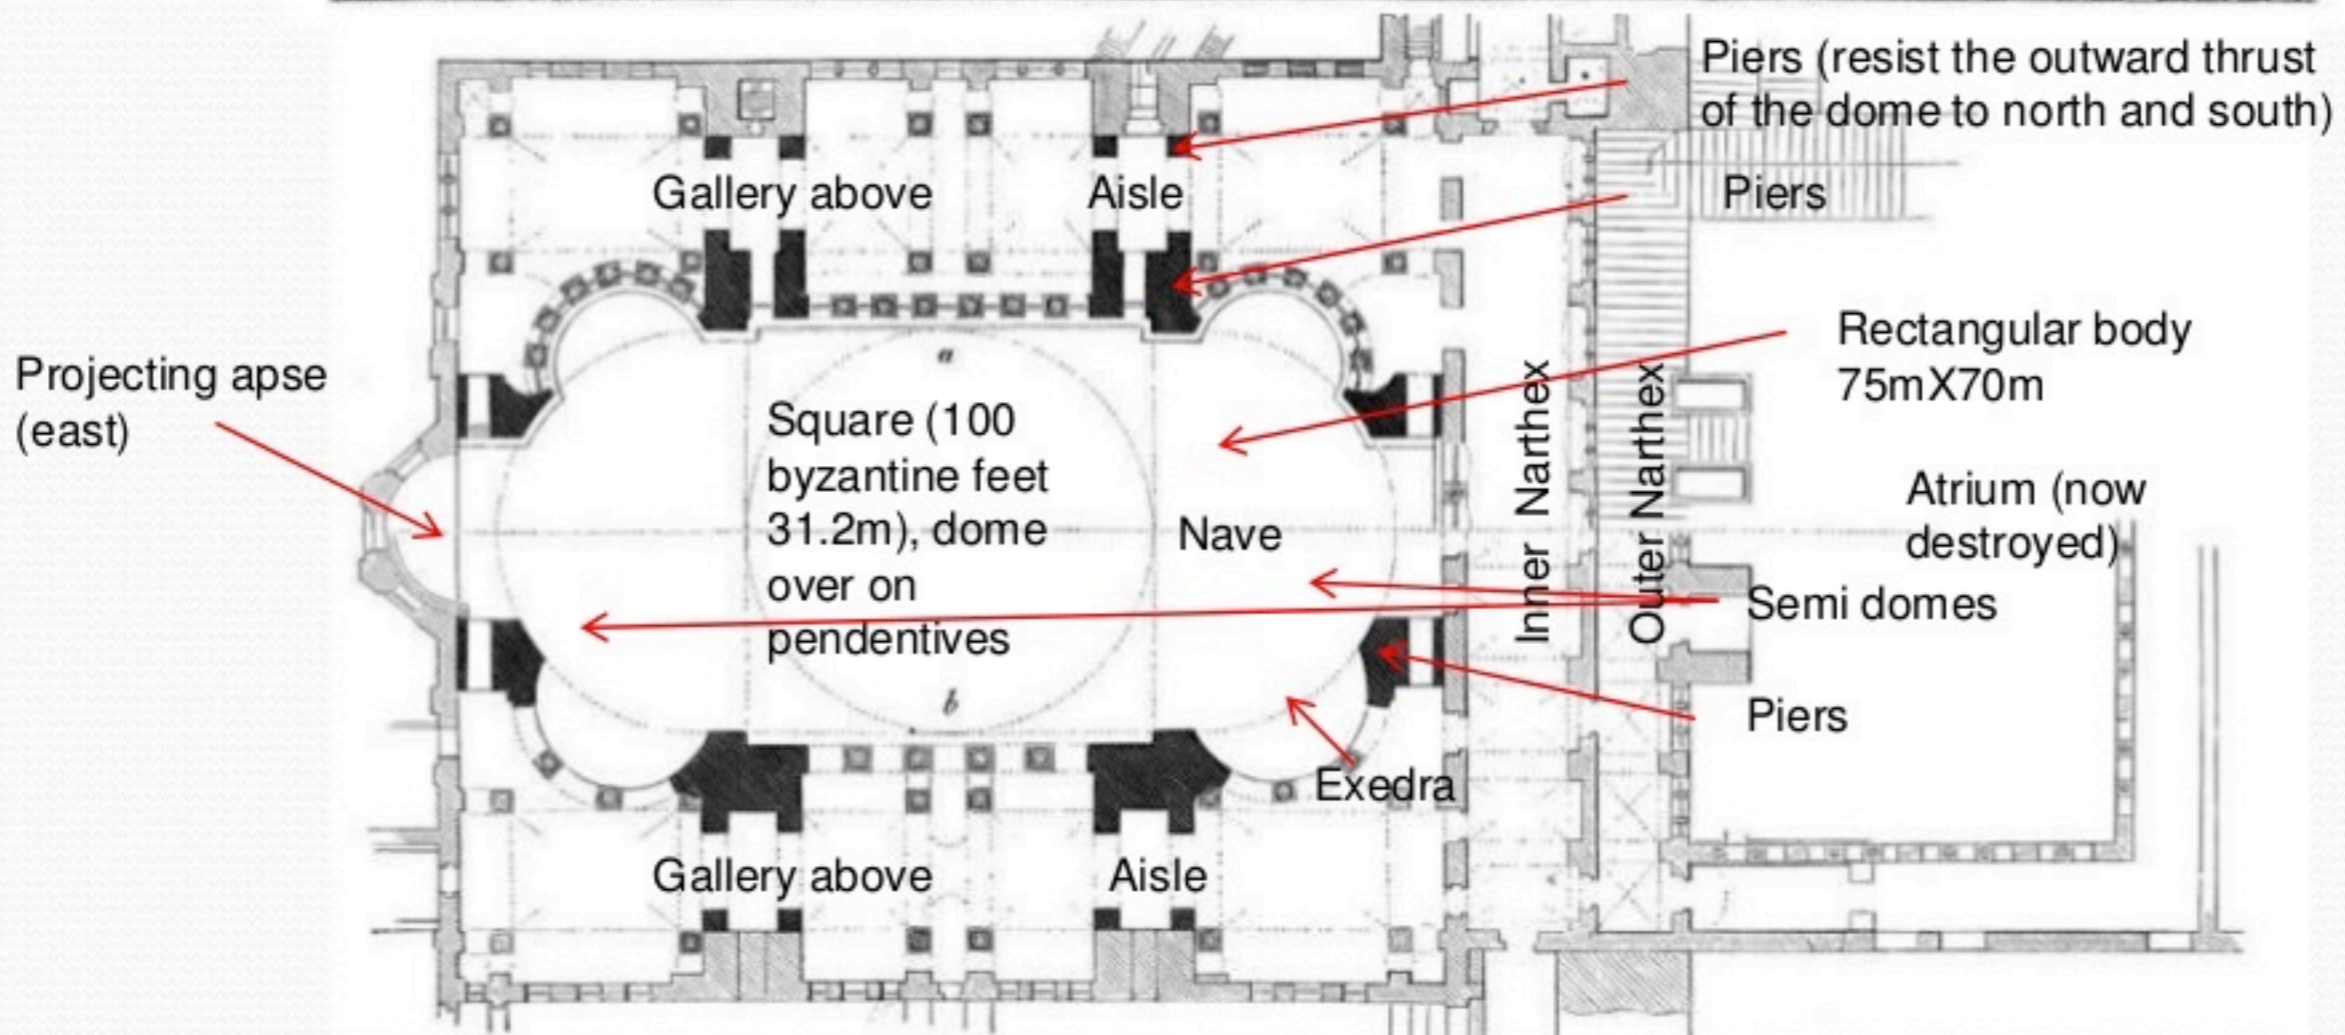 Piers (resist the outward thrust
of the dome to north and south)
Gallery above
Aisle
Piers
Projecting apse
(east)
a
Square (100
byzantine feet
31.2m), dome
over on
pendentives
b
Nave
Inner Narthex
Outer Narthex
Rectangular body
75mX70m
Atrium (now
destroyed)
Semi domes
Piers
Exedra
Gallery above
Aisle